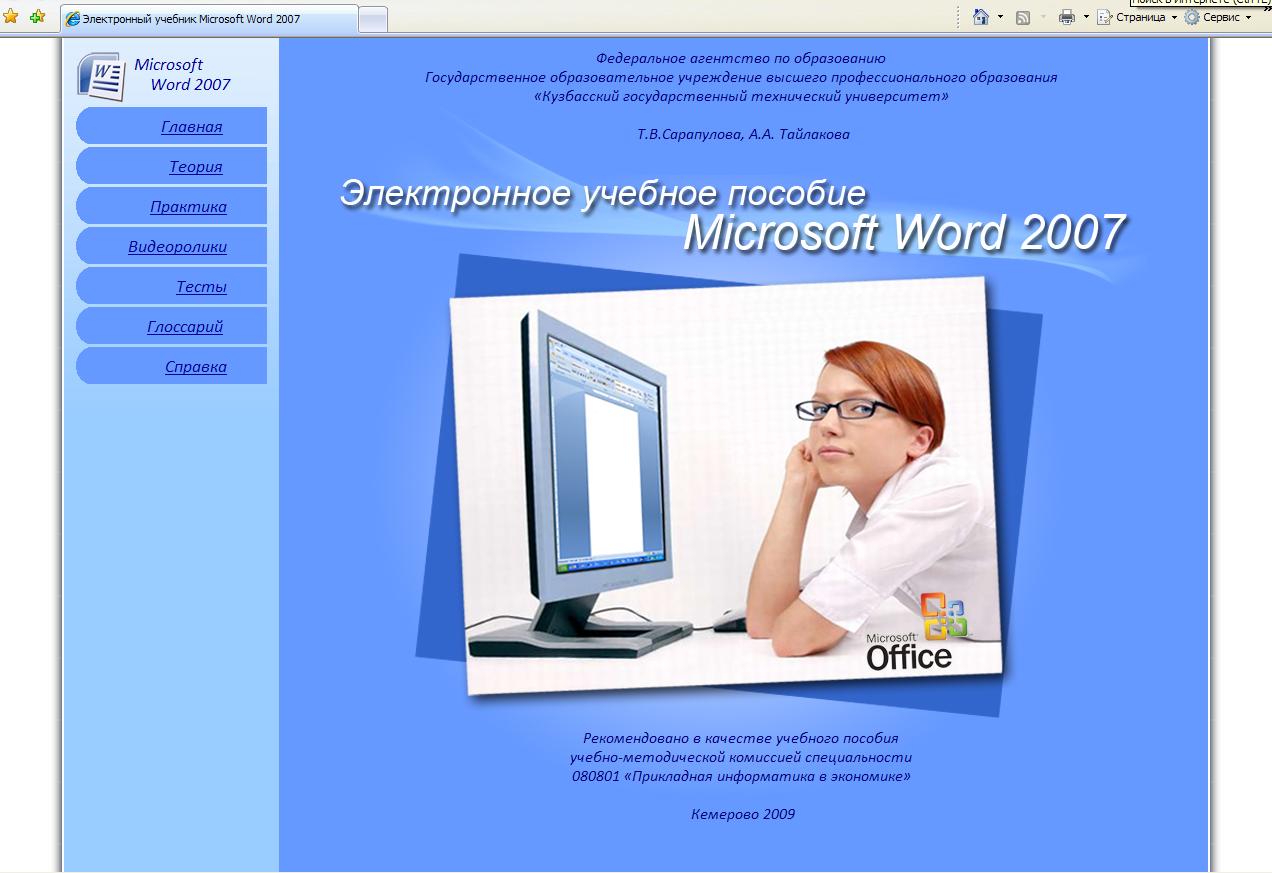 Электронный учебник Microsoft Word 2007
Страница
Сервис
Microsoft
Word 2007
Главная
Теория
Практика
Видеоролики
Тесты
Глоссарий
Справка
Федеральное агентство по образованию
Государственное образовательное учреждение высшего профессионального образования
«Кузбасский государственный технический университет»
Т.В.Сарапулова, А.А. Тайлакова
Электронное учебное пособие
Microsoft Word 2007
Microsoft
Office
Рекомендовано в качестве учебного пособия
учебно-методической комиссией специальности
080801 «Прикладная информатика в экономике»
Кемерово 2009